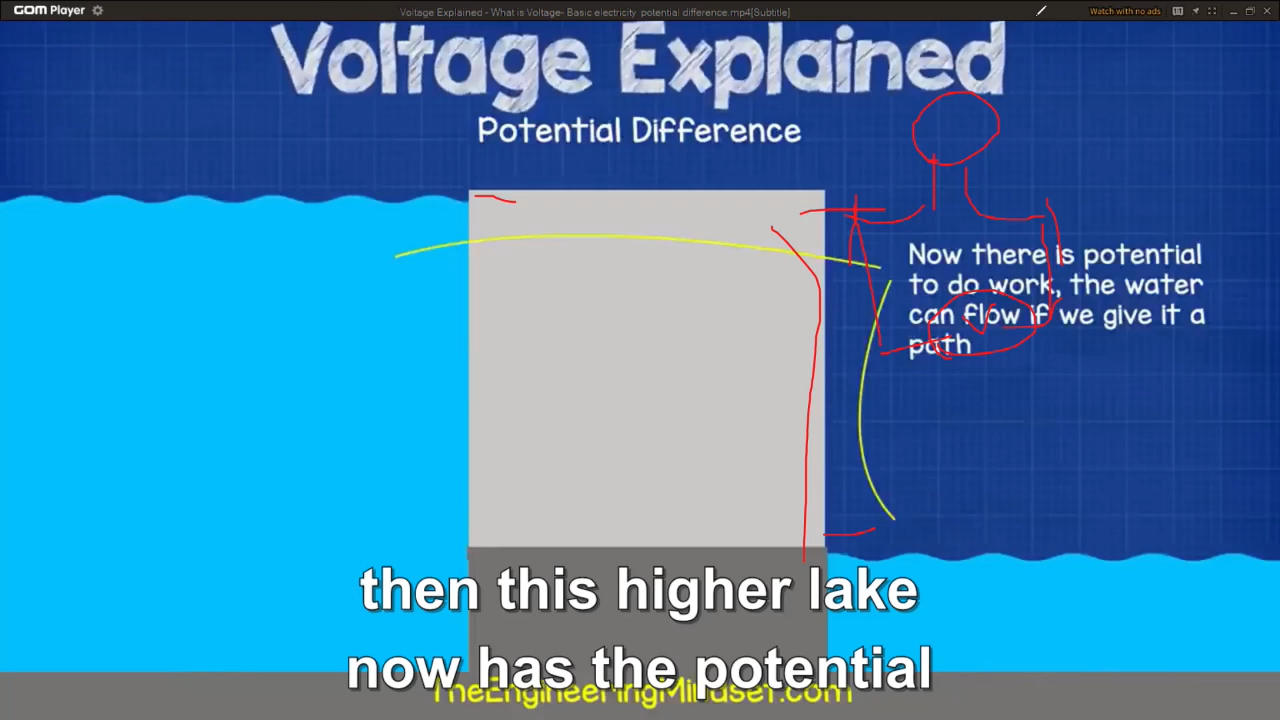 GOM Player
Voltage Explained - What is Voltage- Basic electricity potential difference.mp4[Subtitle]
Watch with no ads
Voltage Explained
Potential Difference
Now there is potential
to do work, the water
can flow if we give it a
path
V
then this higher lake
now has the potential
TheEngineeringMindset.com